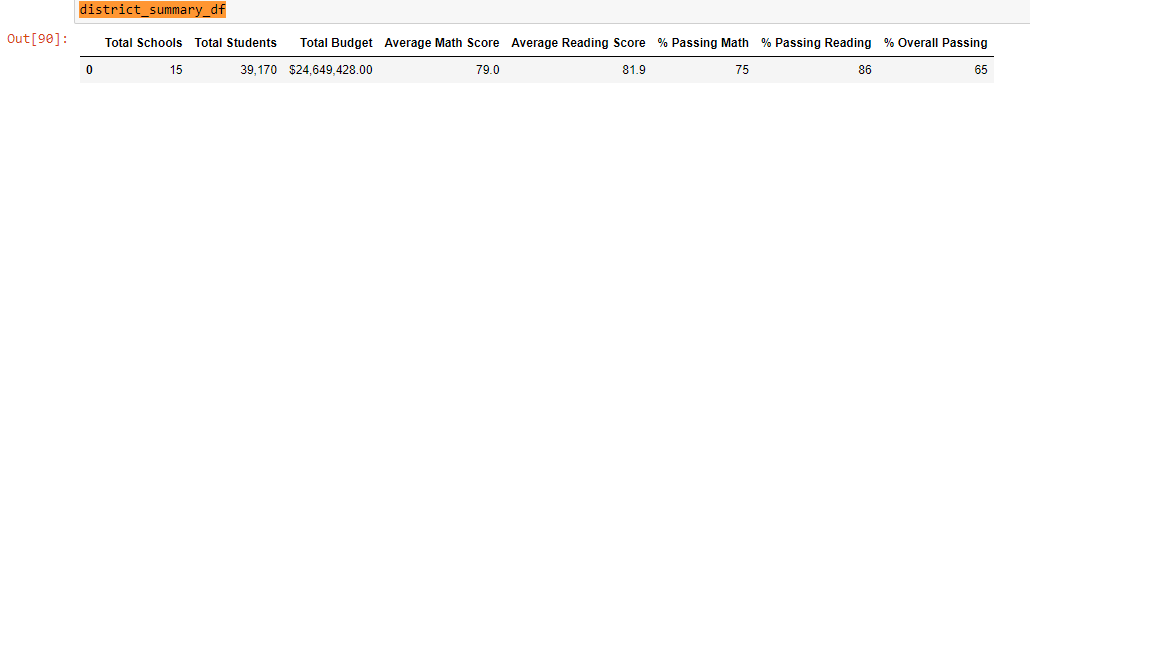 district_summary_df
Out[90]:
Total Schools Total Students Total Budget Average Math Score Average Reading Score % Passing Math % Passing Reading % Overall Passing
0 15 39,170 $24,649,428.00 79.0 81.9 75 86 65